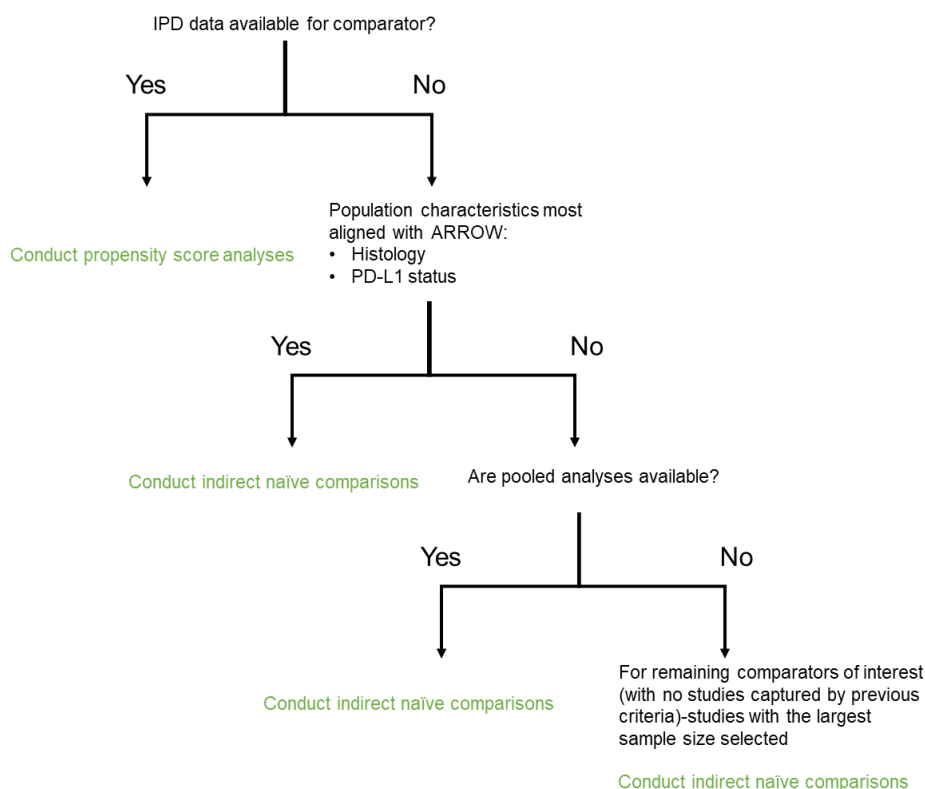 IPD data available for comparator?
Yes
No
Population characteristics most
aligned with ARROW:
• Histology
• PD-L1 status
Conduct propensity score analyses
Yes
No
Conduct indirect naïve comparisons
Are pooled analyses available?
Yes
No
For remaining comparators of interest
(with no studies captured by previous
criteria)-studies with the largest
sample size selected
Conduct indirect naïve comparisons
Conduct indirect naïve comparisons